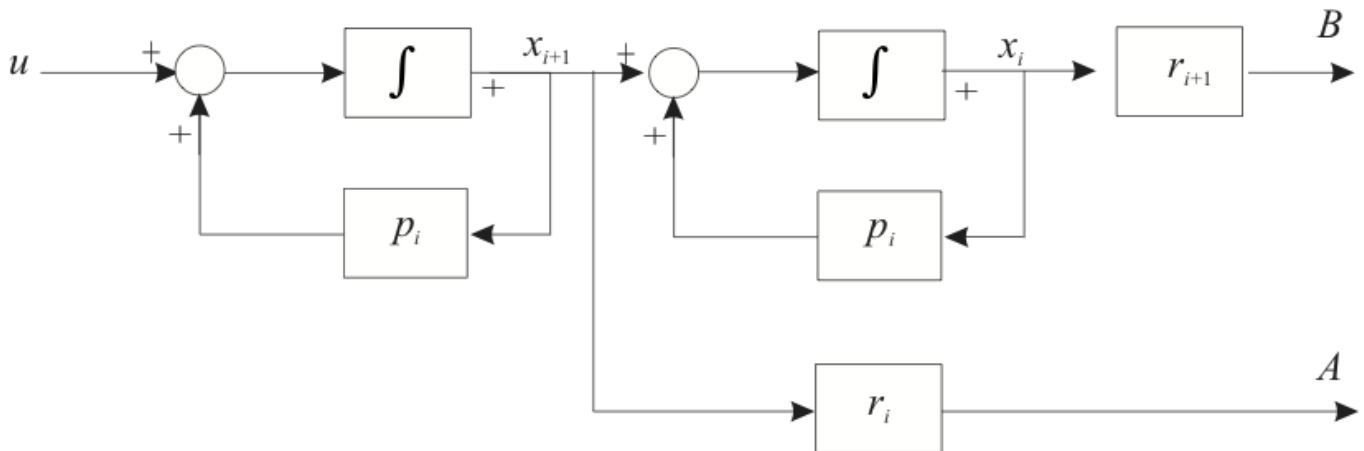 B
u + ∫ x_{i+1} + ∫ x_i r_{i+1}
+ +
+ +
p_i p_i
A
r_i